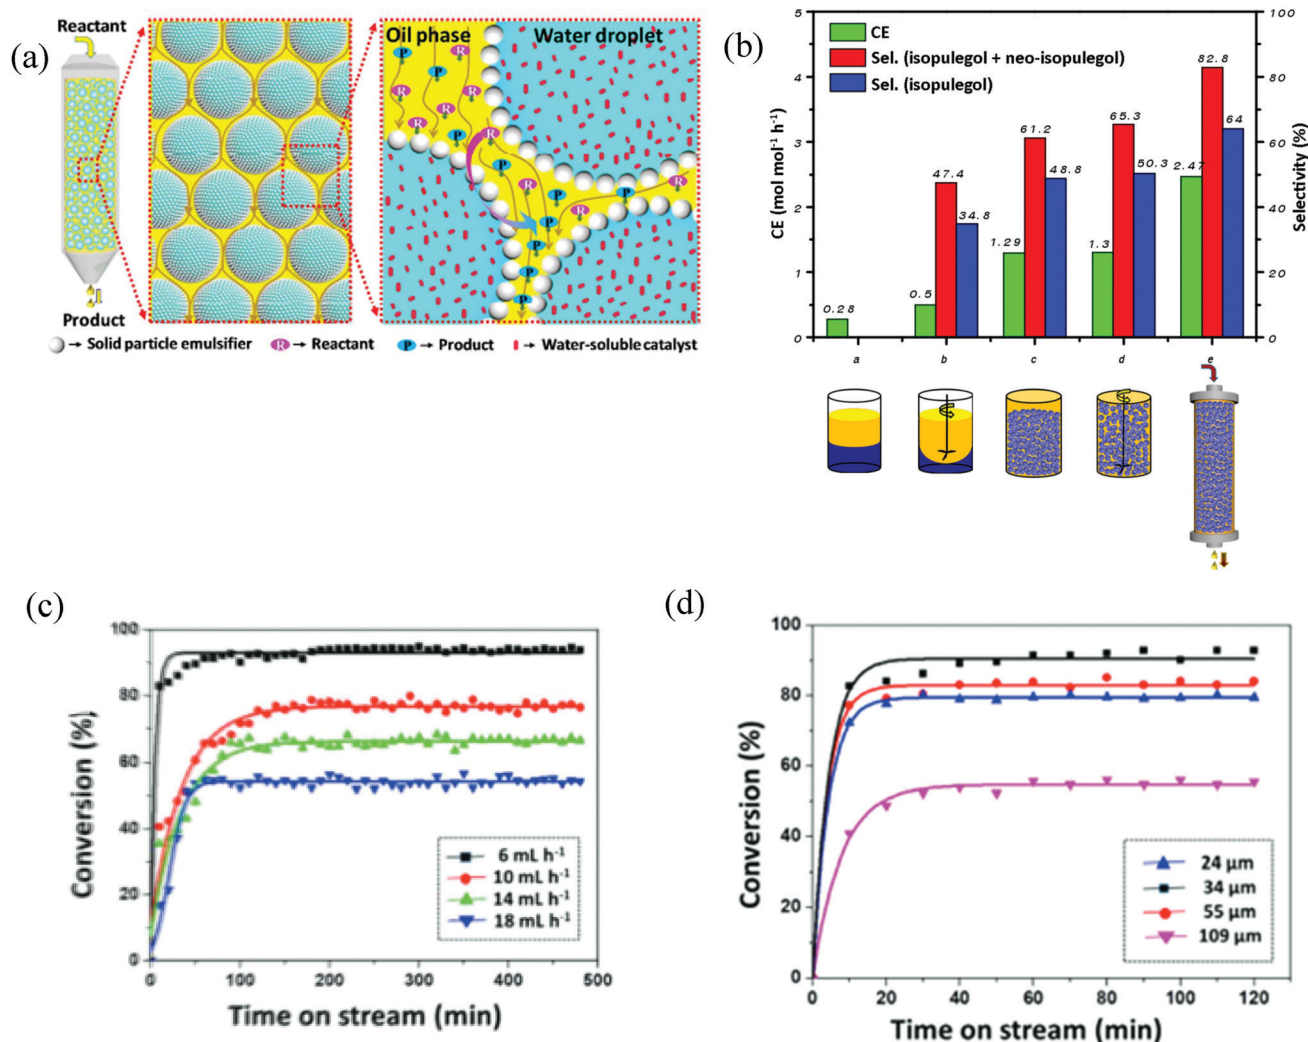 (a)
Reactant
Product
Oil phase
Water droplet
P
R
P
P
R
R
R
R
R
P
P
R
P
R
P
R
R
P
P
R
P
P
P
P
→ Solid particle emulsifier R → Reactant P → Product → Water-soluble catalyst
(b)
CE
Sel. (isopulegol + neo-isopulegol)
Sel. (isopulegol)
CE (mol mol⁻¹ h⁻¹)
5
4
3
2
1
0
0.28
0.5
47.4
34.8
1.29
61.2
48.8
1.3
65.3
50.3
2.47
82.8
64
100
80
60
40
20
0
Selectivity (%)
a b c d e
(c)
Conversion (%)
100
80
60
40
20
0
6 mL h⁻¹
10 mL h⁻¹
14 mL h⁻¹
18 mL h⁻¹
0 100 200 300 400 500
Time on stream (min)
(d)
Conversion (%)
100
80
60
40
20
0
24 µm
34 µm
55 µm
109 µm
0 20 40 60 80 100 120
Time on stream (min)